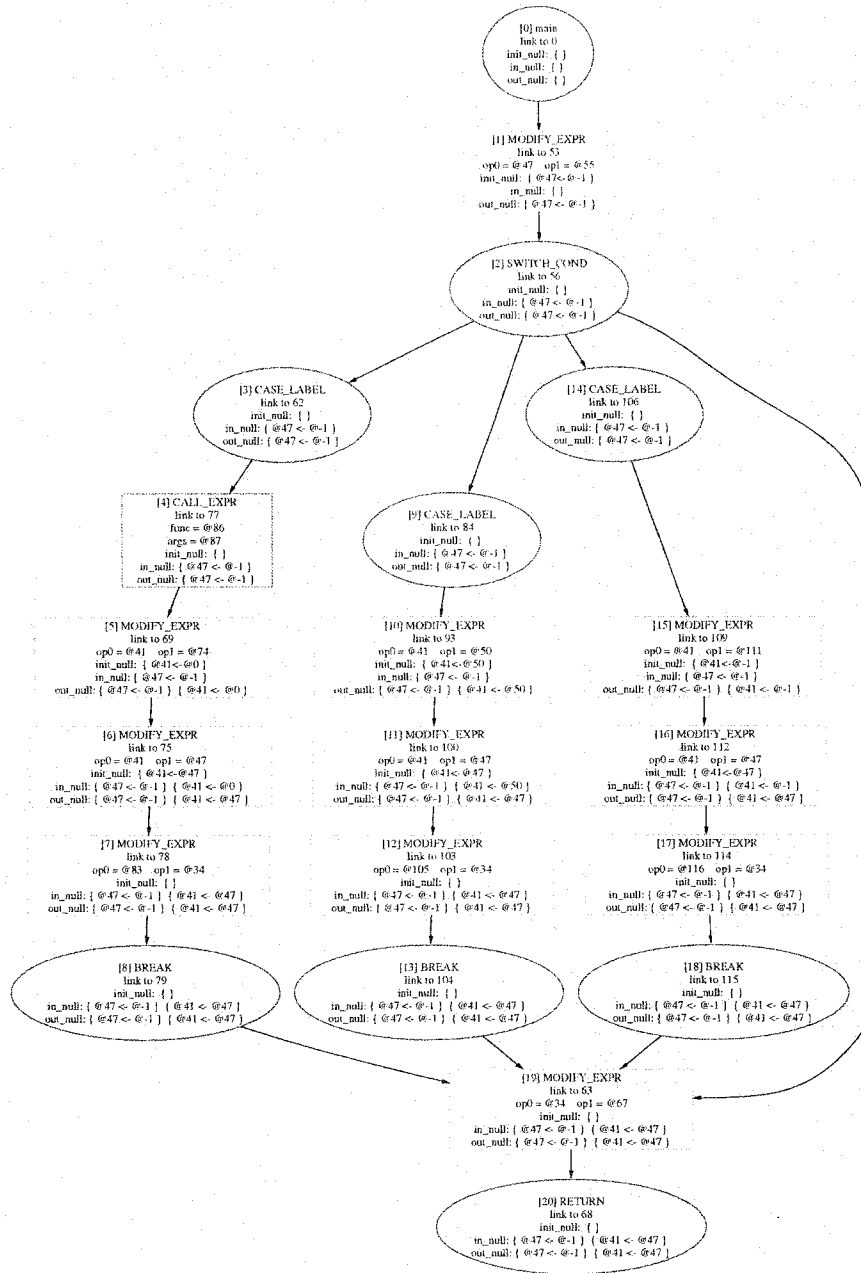 [0] main
link to 0
init_null: { }
in_null: { }
out_null: { }
[1] MODIFY_EXPR
link to 53
op0 = @47 op1 = @55
init_null: { @47<-@-1 }
in_null: { }
out_null: { @47 <- @-1 }
[2] SWITCH_COND
link to 56
init_null: { }
in_null: { @47 <- @-1 }
out_null: { @47 <- @-1 }
[3] CASE_LABEL
link to 62
init_null: { }
in_null: { @47 <- @-1 }
out_null: { @47 <- @-1 }
[14] CASE_LABEL
link to 106
init_null: { }
in_null: { @47 <- @-1 }
out_null: { @47 <- @-1 }
[4] CALL_EXPR
link to 77
func = @86
args = @87
init_null: { }
in_null: { @47 <- @-1 }
out_null: { @47 <- @-1 }
[9] CASE_LABEL
link to 84
init_null: { }
in_null: { @47 <- @-1 }
out_null: { @47 <- @-1 }
[5] MODIFY_EXPR
link to 69
op0 = @41 op1 = @74
init_null: { @41<-@0 }
in_null: { @47 <- @-1 }
out_null: { @47 <- @-1 } { @41 <- @0 }
[10] MODIFY_EXPR
link to 93
op0 = @41 op1 = @50
init_null: { @41<-@50 }
in_null: { @47 <- @-1 }
out_null: { @47 <- @-1 } { @41 <- @50 }
[15] MODIFY_EXPR
link to 109
op0 = @41 op1 = @111
init_null: { @41<-@-1 }
in_null: { @47 <- @-1 }
out_null: { @47 <- @-1 } { @41 <- @-1 }
[6] MODIFY_EXPR
link to 75
op0 = @41 op1 = @47
init_null: { @41<-@47 }
in_null: { @47 <- @-1 } { @41 <- @0 }
out_null: { @47 <- @-1 } { @41 <- @47 }
[11] MODIFY_EXPR
link to 100
op0 = @41 op1 = @47
init_null: { @41<-@47 }
in_null: { @47 <- @-1 } { @41 <- @50 }
out_null: { @47 <- @-1 } { @41 <- @47 }
[16] MODIFY_EXPR
link to 112
op0 = @41 op1 = @47
init_null: { @41<-@47 }
in_null: { @47 <- @-1 } { @41 <- @-1 }
out_null: { @47 <- @-1 } { @41 <- @47 }
[7] MODIFY_EXPR
link to 78
op0 = @83 op1 = @34
init_null: { }
in_null: { @47 <- @-1 } { @41 <- @47 }
out_null: { @47 <- @-1 } { @41 <- @47 }
[12] MODIFY_EXPR
link to 103
op0 = @105 op1 = @34
init_null: { }
in_null: { @47 <- @-1 } { @41 <- @47 }
out_null: { @47 <- @-1 } { @41 <- @47 }
[17] MODIFY_EXPR
link to 114
op0 = @116 op1 = @34
init_null: { }
in_null: { @47 <- @-1 } { @41 <- @47 }
out_null: { @47 <- @-1 } { @41 <- @47 }
[8] BREAK
link to 79
init_null: { }
in_null: { @47 <- @-1 } { @41 <- @47 }
out_null: { @47 <- @-1 } { @41 <- @47 }
[13] BREAK
link to 104
init_null: { }
in_null: { @47 <- @-1 } { @41 <- @47 }
out_null: { @47 <- @-1 } { @41 <- @47 }
[18] BREAK
link to 115
init_null: { }
in_null: { @47 <- @-1 } { @41 <- @47 }
out_null: { @47 <- @-1 } { @41 <- @47 }
[19] MODIFY_EXPR
link to 63
op0 = @34 op1 = @67
init_null: { }
in_null: { @47 <- @-1 } { @41 <- @47 }
out_null: { @47 <- @-1 } { @41 <- @47 }
[20] RETURN
link to 68
init_null: { }
in_null: { @47 <- @-1 } { @41 <- @47 }
out_null: { @47 <- @-1 } { @41 <- @47 }